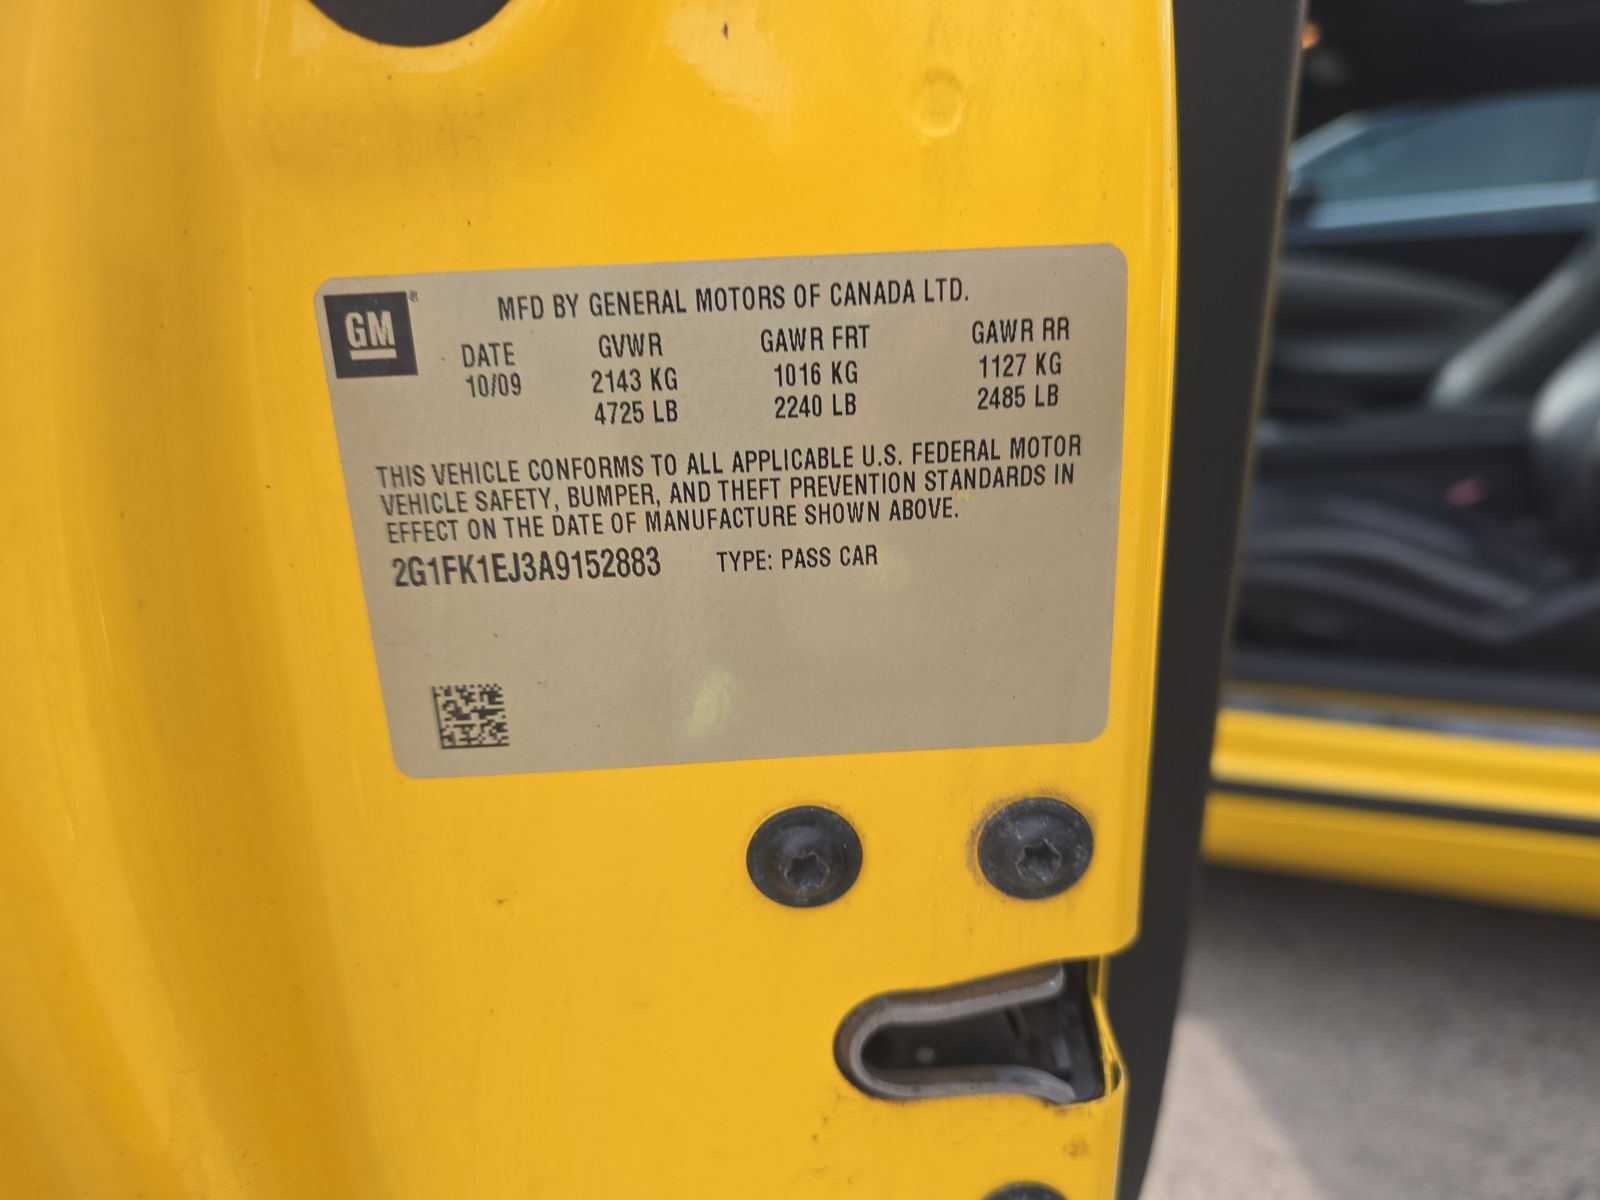 GM
MFD BY GENERAL MOTORS OF CANADA LTD.
DATE GVWR GAWR FRT GAWR RR
10/09 2143 KG 1016 KG 1127 KG
4725 LB 2240 LB 2485 LB
THIS VEHICLE CONFORMS TO ALL APPLICABLE U.S. FEDERAL MOTOR
VEHICLE SAFETY, BUMPER, AND THEFT PREVENTION STANDARDS IN
EFFECT ON THE DATE OF MANUFACTURE SHOWN ABOVE.
2G1FK1EJ3A9152883 TYPE: PASS CAR